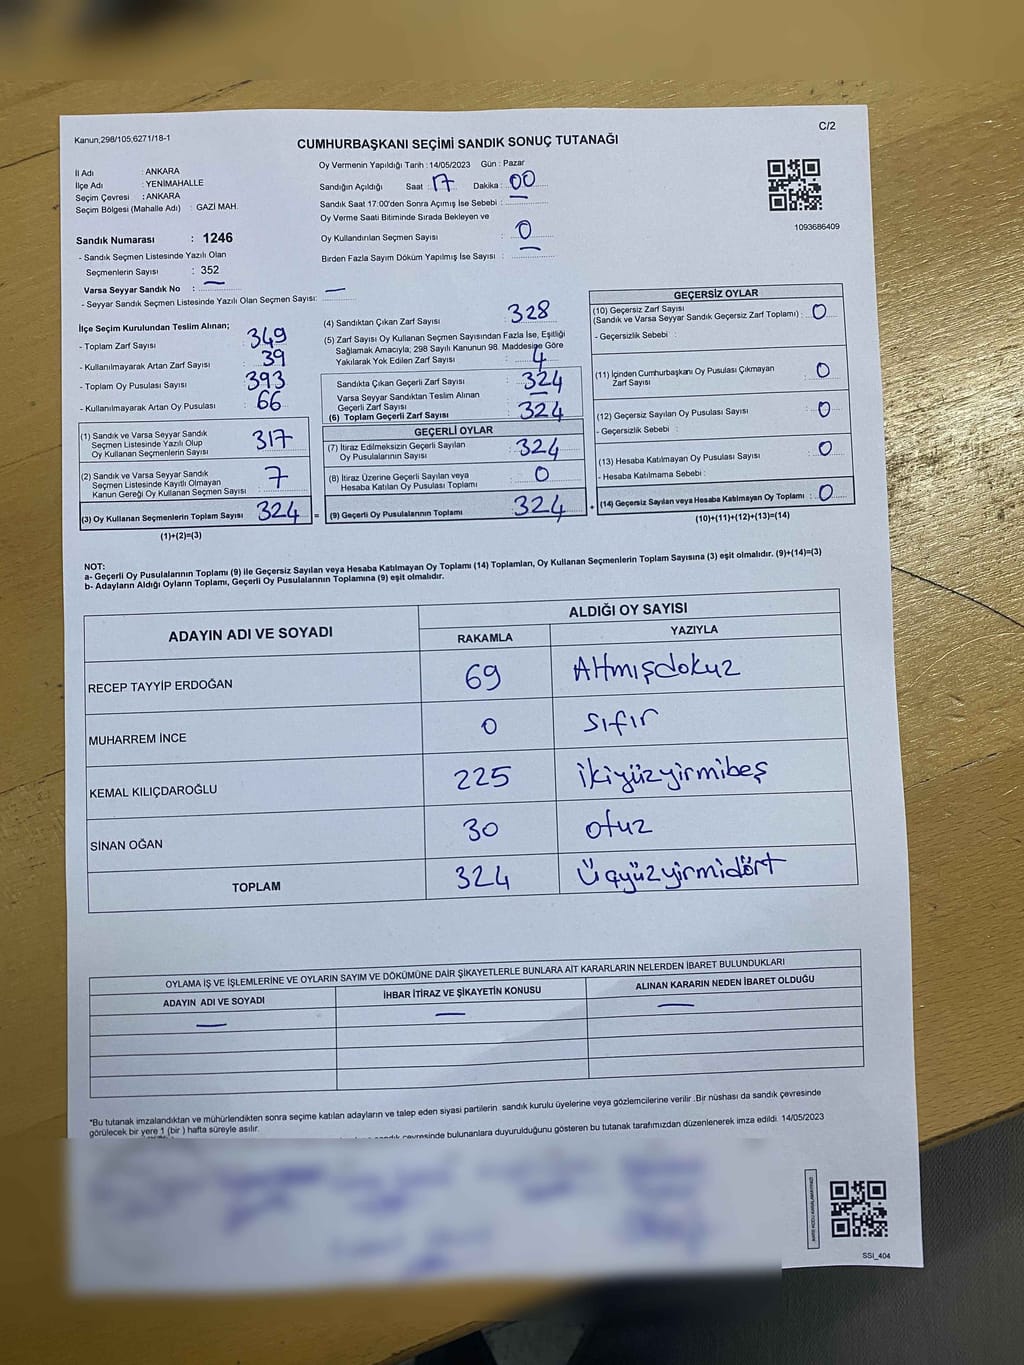 Kanun,298/105;6271/18-1
C/2
CUMHURBAŞKANI SEÇİMİ SANDIK SONUÇ TUTANAĞI
İl Adı : ANKARA
İlçe Adı : YENİMAHALLE
Seçim Çevresi : ANKARA
Seçim Bölgesi (Mahalle Adı) : GAZİ MAH.
Sandık Numarası : 1246
- Sandık Seçmen Listesinde Yazılı Olan
Seçmenlerin Sayısı : 352
Varsa Seyyar Sandık No : —
- Seyyar Sandık Seçmen Listesinde Yazılı Olan Seçmen Sayısı: —
Oy Vermenin Yapıldığı Tarih : 14/05/2023 Gün : Pazar
Sandığın Açıldığı Saat : 17 Dakika : 00
Sandık Saat 17:00'den Sonra Açımış İse Sebebi : —
Oy Verme Saati Bitiminde Sırada Bekleyen ve
Oy Kullandırılan Seçmen Sayısı : 0
Birden Fazla Sayım Döküm Yapılmış İse Sayısı : —
1093686409
İlçe Seçim Kurulundan Teslim Alınan;
- Toplam Zarf Sayısı 349
- Kullanılmayarak Artan Zarf Sayısı 39
- Toplam Oy Pusulası Sayısı 393
- Kullanılmayarak Artan Oy Pusulası 66
(1) Sandık ve Varsa Seyyar Sandık
Seçmen Listesinde Yazılı Olup
Oy Kullanan Seçmenlerin Sayısı 317
(2) Sandık ve Varsa Seyyar Sandık
Seçmen Listesinde Kayıtlı Olmayan
Kanun Gereği Oy Kullanan Seçmen Sayısı 7
(3) Oy Kullanan Seçmenlerin Toplam Sayısı 324 =
(1)+(2)=(3)
(4) Sandıktan Çıkan Zarf Sayısı 328
(5) Zarf Sayısı Oy Kullanan Seçmen Sayısından Fazla İse, Eşitliği
Sağlamak Amacıyla, 298 Sayılı Kanunun 98. Maddesine Göre
Yakılarak Yok Edilen Zarf Sayısı : 4
Sandıkta Çıkan Geçerli Zarf Sayısı : 324
Varsa Seyyar Sandıktan Teslim Alınan
Geçerli Zarf Sayısı : —
(6) Toplam Geçerli Zarf Sayısı : 324
GEÇERLİ OYLAR
(7) İtiraz Edilmeksizin Geçerli Sayılan
Oy Pusulalarının Sayısı : 324
(8) İtiraz Üzerine Geçerli Sayılan veya
Hesaba Katılan Oy Pusulası Toplamı : 0
(9) Geçerli Oy Pusulalarının Toplamı 324 +
GEÇERSİZ OYLAR
(10) Geçersiz Zarf Sayısı
(Sandık ve Varsa Seyyar Sandık Geçersiz Zarf Toplamı) : 0
- Geçersizlik Sebebi :
(11) İçinden Cumhurbaşkanı Oy Pusulası Çıkmayan
Zarf Sayısı : 0
(12) Geçersiz Sayılan Oy Pusulası Sayısı : 0
- Geçersizlik Sebebi :
(13) Hesaba Katılmayan Oy Pusulası Sayısı : 0
- Hesaba Katılmama Sebebi :
(14) Geçersiz Sayılan veya Hesaba Katılmayan Oy Toplamı : 0
(10)+(11)+(12)+(13)=(14)
NOT:
a- Geçerli Oy Pusulalarının Toplamı (9) ile Geçersiz Sayılan veya Hesaba Katılmayan Oy Toplamı (14) Toplamları, Oy Kullanan Seçmenlerin Toplam Sayısına (3) eşit olmalıdır. (9)+(14)=(3)
b- Adayların Aldığı Oyların Toplamı, Geçerli Oy Pusulalarının Toplamına (9) eşit olmalıdır.
ADAYIN ADI VE SOYADI
ALDIĞI OY SAYISI
RAKAMLA YAZIYLA
RECEP TAYYİP ERDOĞAN 69 Altmışdokuz
MUHARREM İNCE 0 Sıfır
KEMAL KILIÇDAROĞLU 225 ikiyüzyirmibeş
SİNAN OĞAN 30 otuz
TOPLAM 324 Üçyüzyirmidört
OYLAMA İŞ VE İŞLEMLERİNE VE OYLARIN SAYIM VE DÖKÜMÜNE DAİR ŞİKAYETLERLE BUNLARA AİT KARARLARIN NELERDEN İBARET BULUNDUKLARI
ADAYIN ADI VE SOYADI İHBAR İTİRAZ VE ŞİKAYETİN KONUSU ALINAN KARARIN NEDEN İBARET OLDUĞU
— — —
*Bu tutanak imzalandıktan ve mühürlendikten sonra seçime katılan adayların ve talep eden siyasi partilerin sandık kurulu üyelerine veya gözlemcilerine verilir .Bir nüshası da sandık çevresinde
görülecek bir yere 1 (bir ) hafta süreyle asılır.
çevresinde bulunanlara duyurulduğunu gösteren bu tutanak tarafımızdan düzenlenerek imza edildi. 14/05/2023
SSI_404